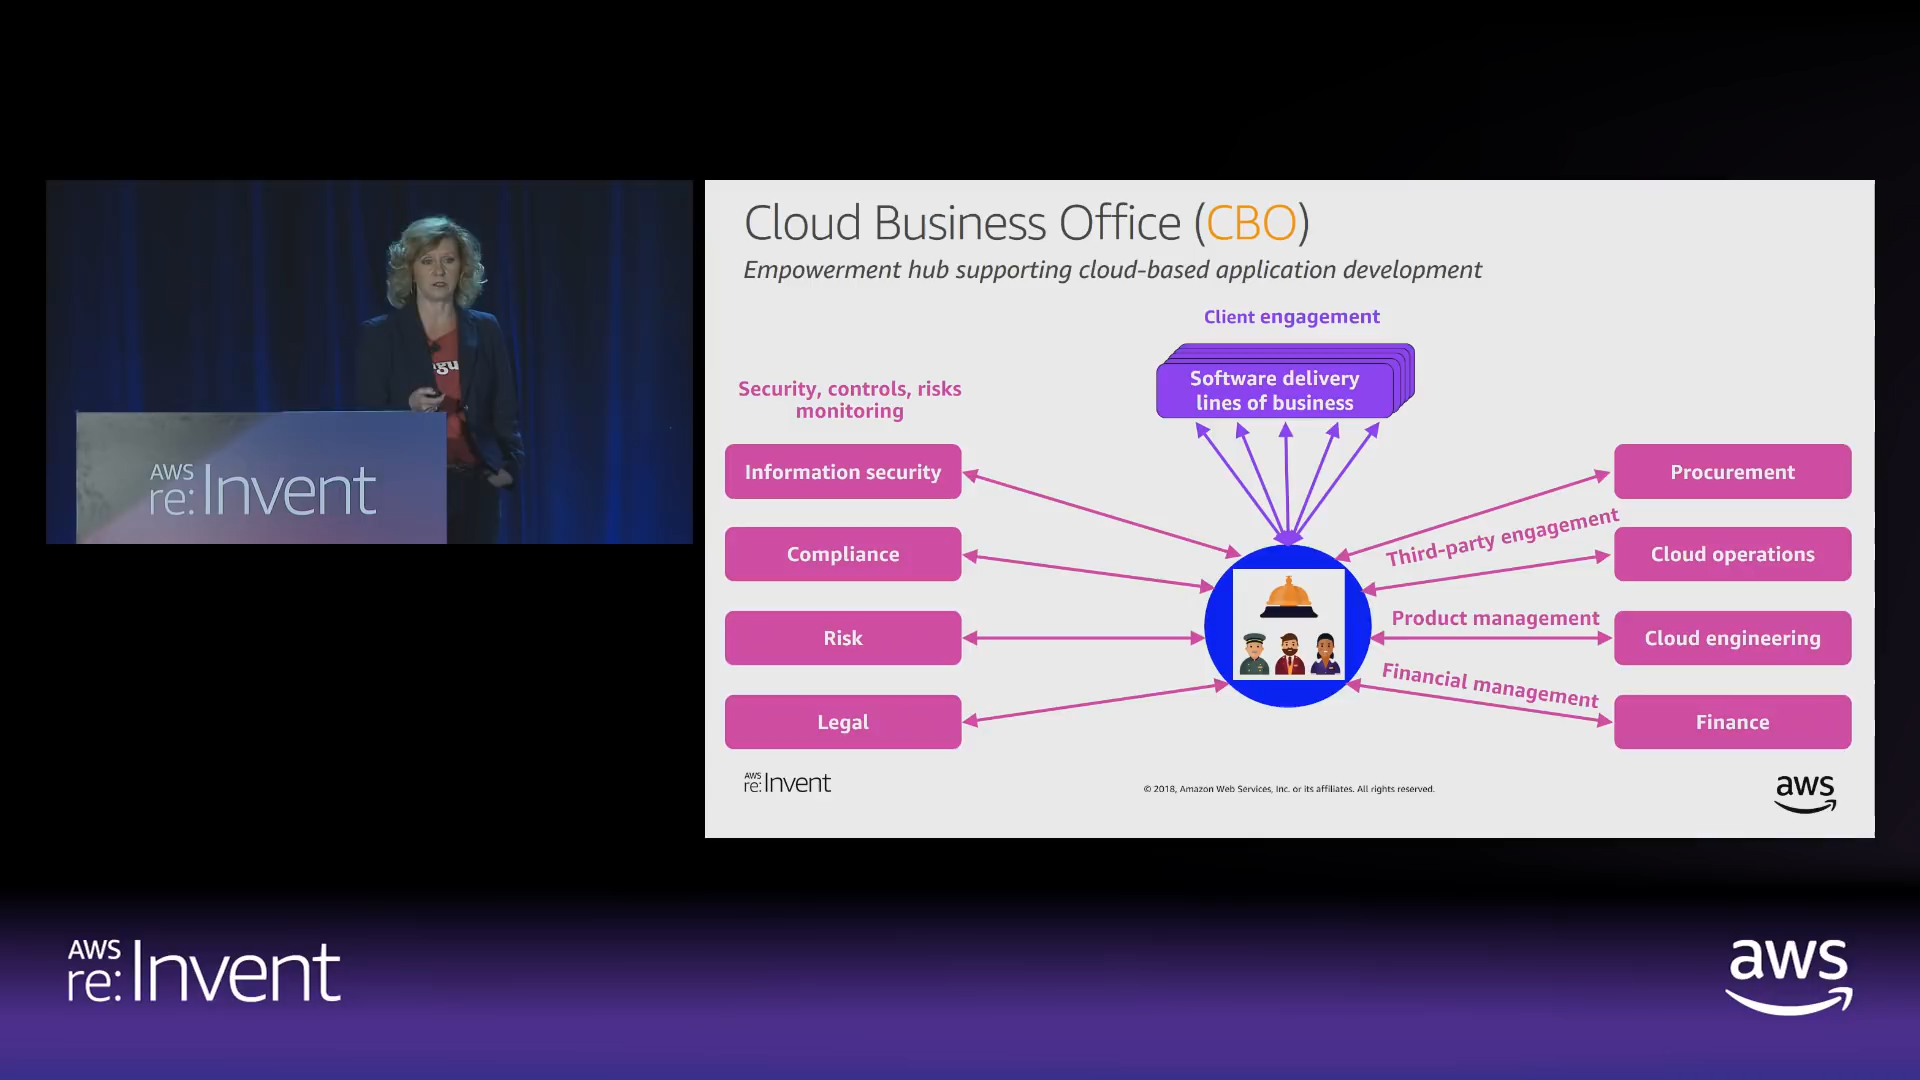 AWS
re:Invent
Cloud Business Office (CBO)
Empowerment hub supporting cloud-based application development
Client engagement
Software delivery
lines of business
Security, controls, risks
monitoring
Information security
Compliance
Risk
Legal
Procurement
Third-party engagement
Cloud operations
Product management
Cloud engineering
Financial management
Finance
AWS
re:Invent
© 2018, Amazon Web Services, Inc. or its affiliates. All rights reserved.
aws
AWS
re:Invent
aws